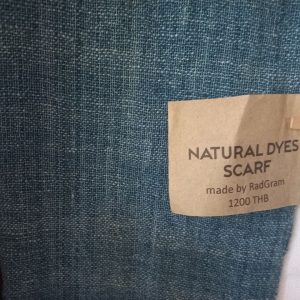 NATURAL DYES
SCARF
made by RadGram
1200 THB